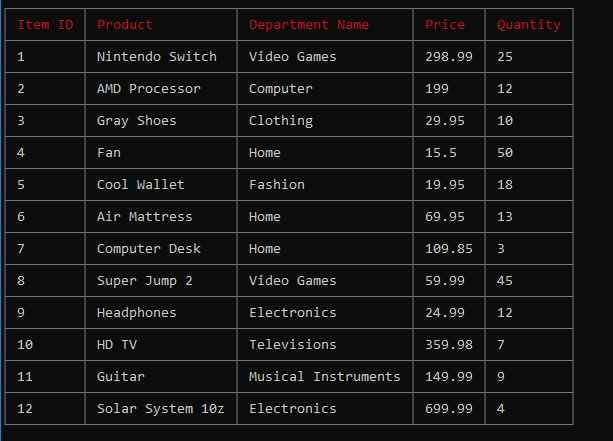 Item ID Product Department Name Price Quantity
1 Nintendo Switch Video Games 298.99 25
2 AMD Processor Computer 199 12
3 Gray Shoes Clothing 29.95 10
4 Fan Home 15.5 50
5 Cool Wallet Fashion 19.95 18
6 Air Mattress Home 69.95 13
7 Computer Desk Home 109.85 3
8 Super Jump 2 Video Games 59.99 45
9 Headphones Electronics 24.99 12
10 HD TV Televisions 359.98 7
11 Guitar Musical Instruments 149.99 9
12 Solar System 10z Electronics 699.99 4